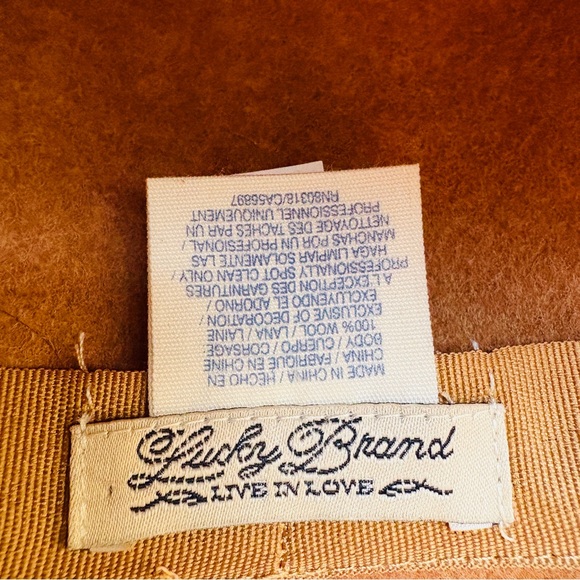 MADE IN CHINA / HECHO EN
CHINA / FABRIQUÉ EN CHINE
BODY / CUERPO / CORSAGE
100% WOOL / LANA / LAINE
EXCLUSIVE OF DECORATION /
EXCLUYENDO EL ADORNO /
A L'EXCEPTION DES GARNITURES
PROFESSIONALLY SPOT CLEAN ONLY /
HAGA LIMPIAR SOLAMENTE LAS
MANCHAS POR UN PROFESIONAL /
NETTOYAGE DES TACHES PAR UN
PROFESSIONNEL UNIQUEMENT
RN80318/CA56897
Lucky Brand
LIVE IN LOVE